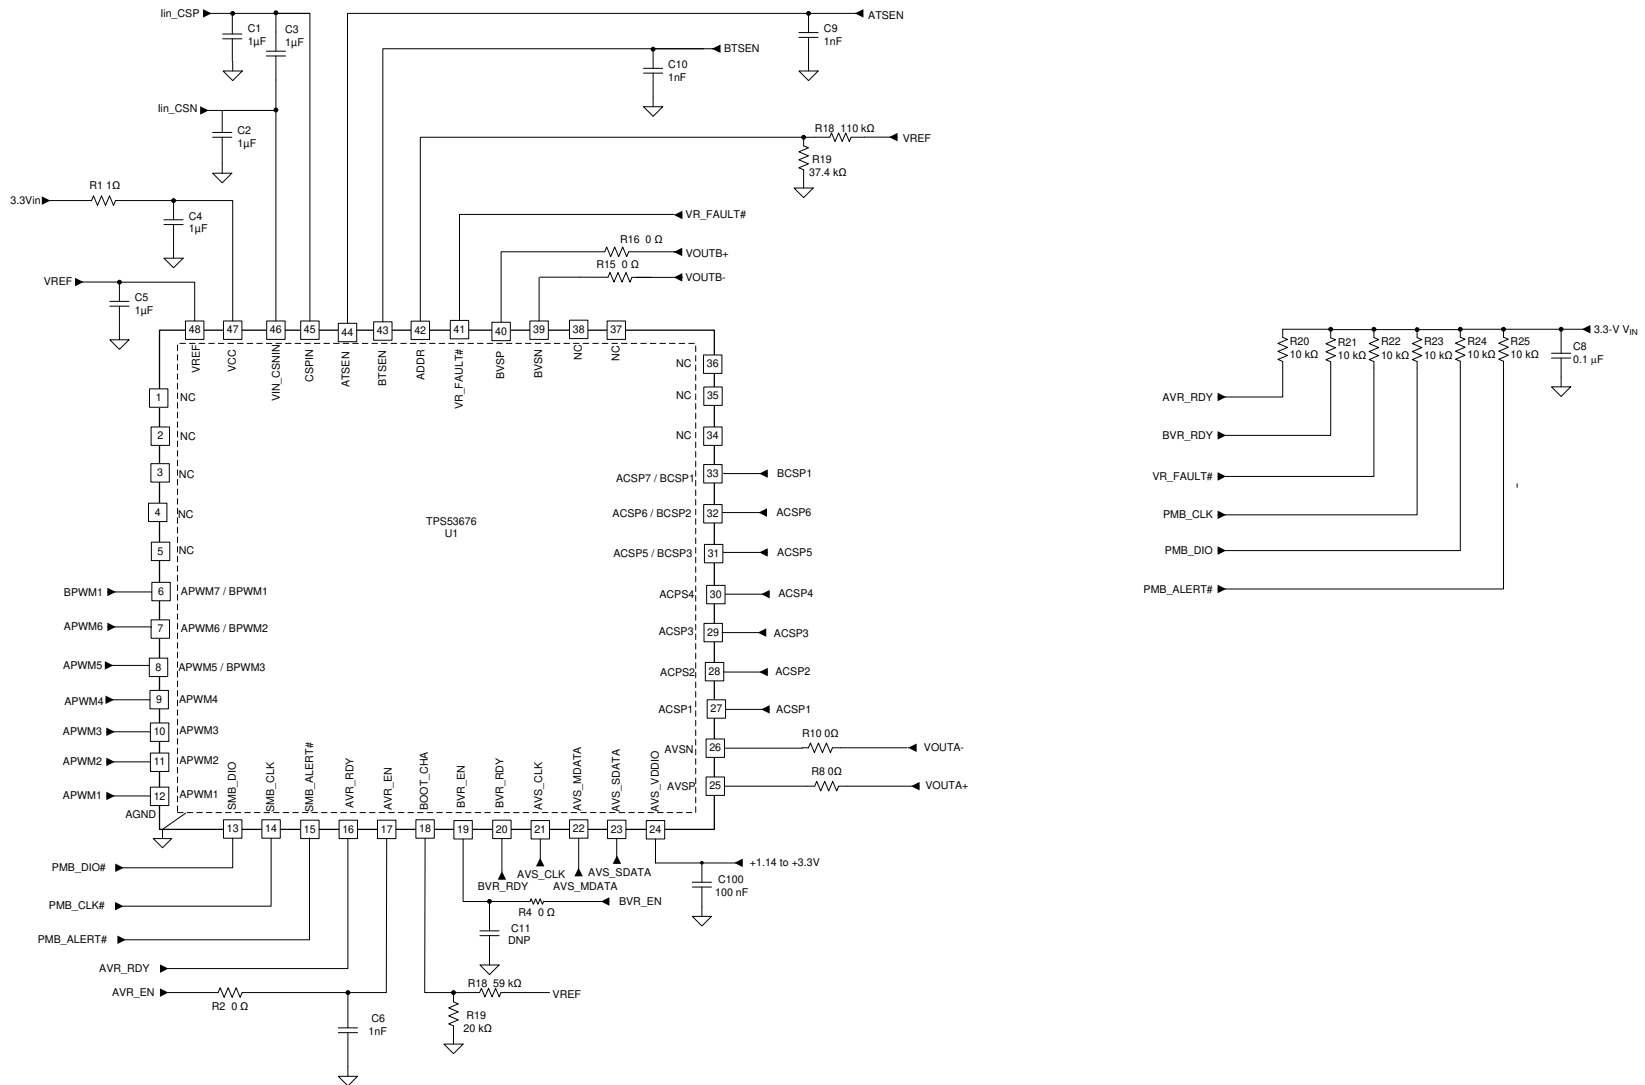 Iin_CSP
C1
1µF
C3
1µF
ATSEN
C9
1nF
BTSEN
C10
1nF
Iin_CSN
C2
1µF
R18 110 kΩ
VREF
R19
37.4 kΩ
R1 1Ω
3.3Vin
C4
1µF
VR_FAULT#
R16 0 Ω
VOUTB+
R15 0 Ω
VOUTB-
VREF
C5
1µF
48
47
46
45
44
43
42
41
40
39
38
37
VREF
VCC
VIN_CSNIN
CSPIN
ATSEN
BTSEN
ADDR
VR_FAULT#
BVSP
BVSN
NC
NC
1 NC
2 NC
3 NC
4 NC
5 NC
BPWM1 6 APWM7 / BPWM1
APWM6 7 APWM6 / BPWM2
APWM5 8 APWM5 / BPWM3
APWM4 9 APWM4
APWM3 10 APWM3
APWM2 11 APWM2
APWM1 12 APWM1
AGND
TPS53676
U1
NC 36
NC 35
NC 34
ACSP7 / BCSP1 33 BCSP1
ACSP6 / BCSP2 32 ACSP6
ACSP5 / BCSP3 31 ACSP5
ACPS4 30 ACSP4
ACSP3 29 ACSP3
ACPS2 28 ACSP2
ACSP1 27 ACSP1
AVSN 26 R10 0Ω VOUTA-
AVSP 25 R8 0Ω VOUTA+
SMB_DIO
SMB_CLK
SMB_ALERT#
AVR_RDY
AVR_EN
BOOT_CHA
BVR_EN
BVR_RDY
AVS_CLK
AVS_MDATA
AVS_SDATA
AVS_VDDIO
13
14
15
16
17
18
19
20
21
22
23
24
PMB_DIO#
PMB_CLK#
PMB_ALERT#
AVR_RDY
AVR_EN
R2 0 Ω
C6
1nF
BVR_RDY
AVS_CLK
AVS_MDATA
AVS_SDATA
+1.14 to +3.3V
C100
100 nF
R4 0 Ω
BVR_EN
C11
DNP
R18 59 kΩ
VREF
R19
20 kΩ
3.3-V VIN
R20
10 kΩ
R21
10 kΩ
R22
10 kΩ
R23
10 kΩ
R24
10 kΩ
R25
10 kΩ
C8
0.1 µF
AVR_RDY
BVR_RDY
VR_FAULT#
PMB_CLK
PMB_DIO
PMB_ALERT#